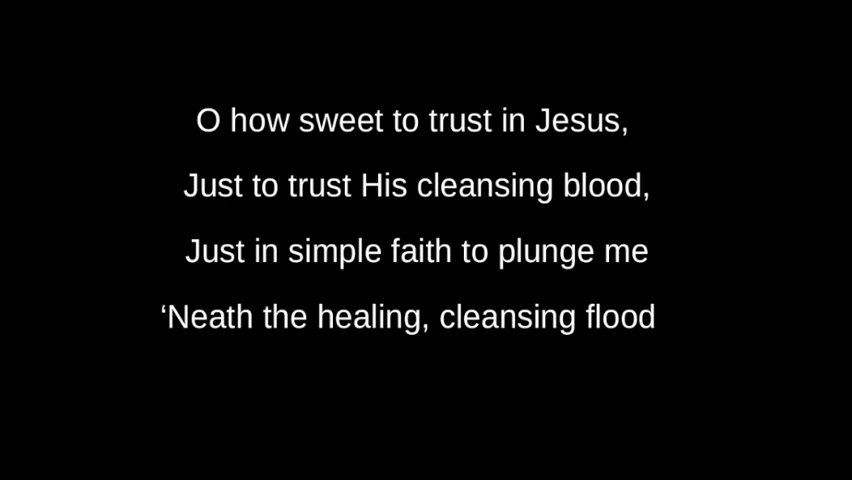 O how sweet to trust in Jesus,
Just to trust His cleansing blood,
Just in simple faith to plunge me
‘Neath the healing, cleansing flood